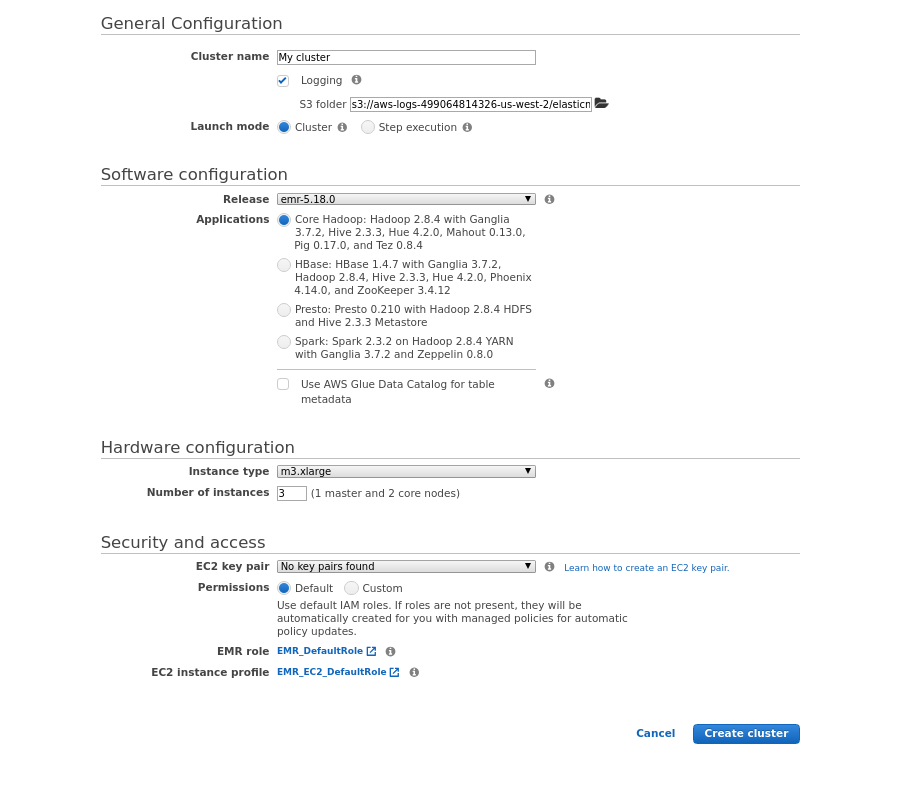 General Configuration
Cluster name My cluster
Logging
S3 folder s3://aws-logs-499064814326-us-west-2/elasticm
Launch mode Cluster Step execution
Software configuration
Release emr-5.18.0
Applications Core Hadoop: Hadoop 2.8.4 with Ganglia
3.7.2, Hive 2.3.3, Hue 4.2.0, Mahout 0.13.0,
Pig 0.17.0, and Tez 0.8.4
HBase: HBase 1.4.7 with Ganglia 3.7.2,
Hadoop 2.8.4, Hive 2.3.3, Hue 4.2.0, Phoenix
4.14.0, and ZooKeeper 3.4.12
Presto: Presto 0.210 with Hadoop 2.8.4 HDFS
and Hive 2.3.3 Metastore
Spark: Spark 2.3.2 on Hadoop 2.8.4 YARN
with Ganglia 3.7.2 and Zeppelin 0.8.0
Use AWS Glue Data Catalog for table
metadata
Hardware configuration
Instance type m3.xlarge
Number of instances 3 (1 master and 2 core nodes)
Security and access
EC2 key pair No key pairs found Learn how to create an EC2 key pair.
Permissions Default Custom
Use default IAM roles. If roles are not present, they will be
automatically created for you with managed policies for automatic
policy updates.
EMR role EMR_DefaultRole
EC2 instance profile EMR_EC2_DefaultRole
Cancel Create cluster